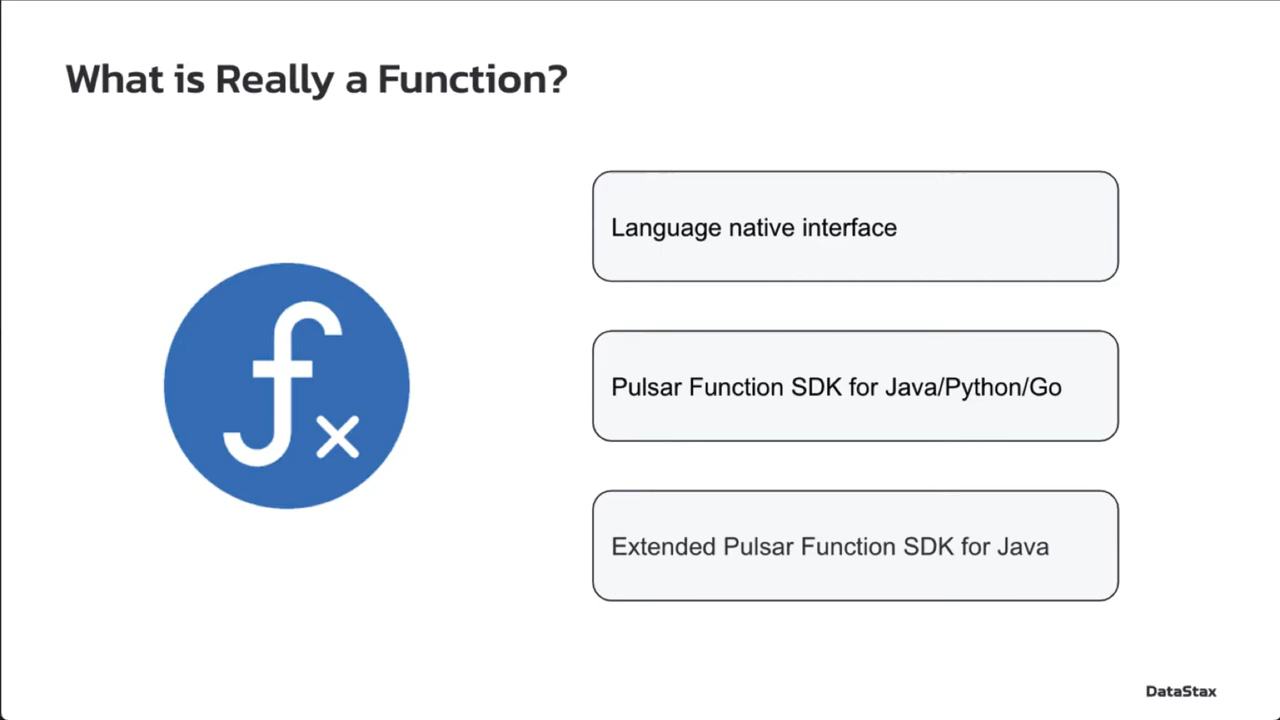 What is Really a Function?
Language native interface
Pulsar Function SDK for Java/Python/Go
Extended Pulsar Function SDK for Java
fx
DataStax